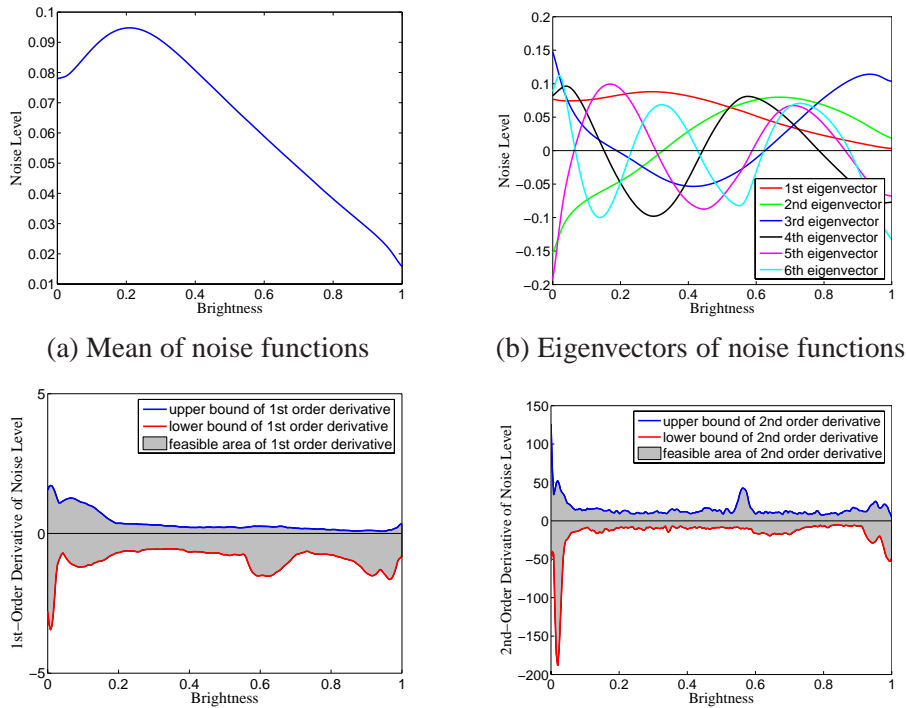 0.1
0.09
0.08
0.07
0.06
0.05
0.04
0.03
0.02
0.01
Noise Level
0 0.2 0.4 0.6 0.8 1
Brightness
(a) Mean of noise functions
0.2
0.15
0.1
0.05
0
−0.05
−0.1
−0.15
−0.2
Noise Level
1st eigenvector
2nd eigenvector
3rd eigenvector
4th eigenvector
5th eigenvector
6th eigenvector
0 0.2 0.4 0.6 0.8 1
Brightness
(b) Eigenvectors of noise functions
5
0
−5
1st−Order Derivative of Noise Level
upper bound of 1st order derivative
lower bound of 1st order derivative
feasible area of 1st order derivative
0 0.2 0.4 0.6 0.8 1
Brightness
150
100
50
0
−50
−100
−150
−200
2nd−Order Derivative of Noise Level
upper bound of 2nd order derivative
lower bound of 2nd order derivative
feasible area of 2nd order derivative
0 0.2 0.4 0.6 0.8 1
Brightness